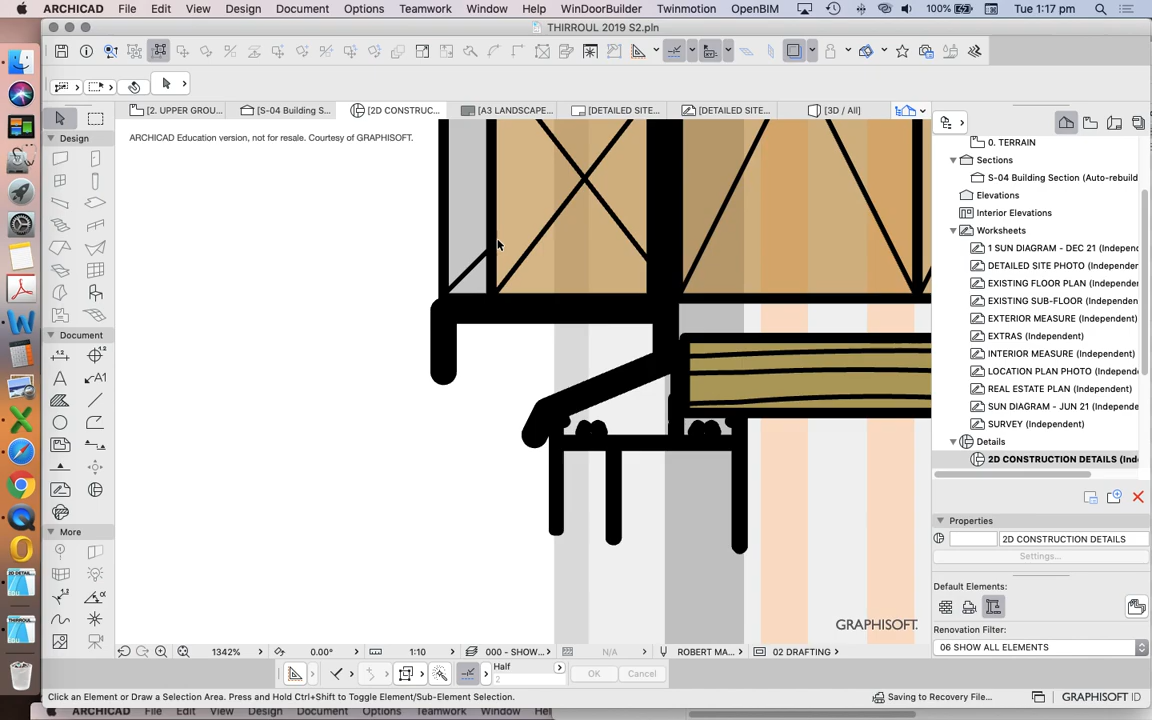 ARCHICAD File Edit View Design Document Options Teamwork Window Help WinDoorBuilder Twinmotion OpenBIM 100% Tue 1:17 pm
THIRROUL 2019 S2.pln
[2. UPPER GROU... [S-04 Building S... [2D CONSTRUC... [A3 LANDSCAPE... [DETAILED SITE... [DETAILED SITE... [3D / All]
ARCHICAD Education version, not for resale. Courtesy of GRAPHISOFT.
Design
Document
More
0. TERRAIN
Sections
S-04 Building Section (Auto-rebuild
Elevations
Interior Elevations
Worksheets
1 SUN DIAGRAM - DEC 21 (Indepenc
DETAILED SITE PHOTO (Independer
EXISTING FLOOR PLAN (Independer
EXISTING SUB-FLOOR (Independer
EXTERIOR MEASURE (Independer
EXTRAS (Independent)
INTERIOR MEASURE (Independent)
LOCATION PLAN PHOTO (Independ
REAL ESTATE PLAN (Independent)
SUN DIAGRAM - JUN 21 (Independe
SURVEY (Independent)
Details
2D CONSTRUCTION DETAILS (Ind
Properties
2D CONSTRUCTION DETAILS
Settings...
Default Elements:
Renovation Filter:
06 SHOW ALL ELEMENTS
GRAPHISOFT.
1342% 0.00° 1:10 000 - SHOW... N/A ROBERT MA... 02 DRAFTING
Half
2
OK Cancel
Click an Element or Draw a Selection Area. Press and Hold Ctrl+Shift to Toggle Element/Sub-Element Selection.
Saving to Recovery File...
GRAPHISOFT ID
ARCHICAD File Edit View Design Document Options Teamwork Window Hel